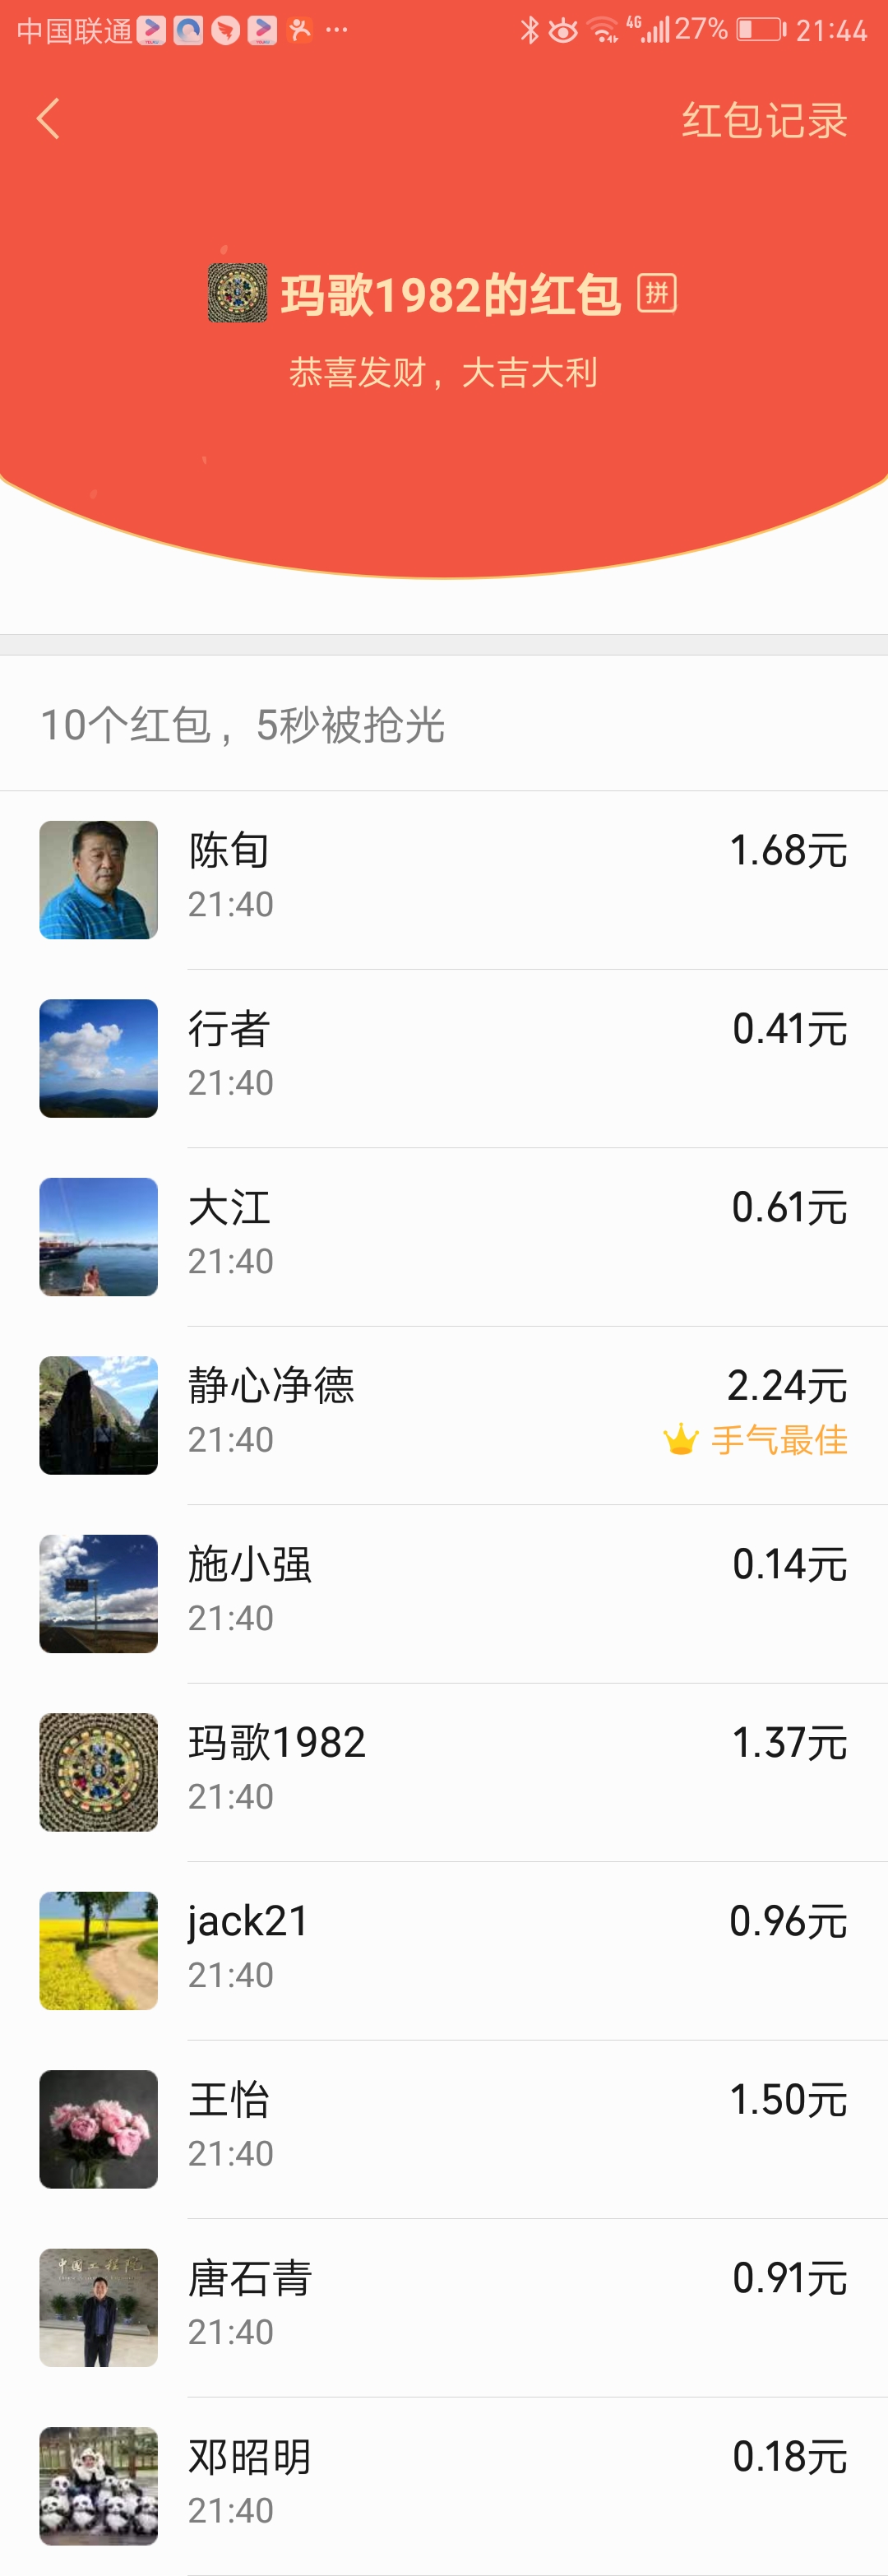 中国联通 ... 4G 27% 21:44
红包记录
玛歌1982的红包 拼
恭喜发财，大吉大利
10个红包，5秒被抢光
陈旬 1.68元
21:40
行者 0.41元
21:40
大江 0.61元
21:40
静心净德 2.24元
21:40 手气最佳
施小强 0.14元
21:40
玛歌1982 1.37元
21:40
jack21 0.96元
21:40
王怡 1.50元
21:40
唐石青 0.91元
21:40
中国工程院
邓昭明 0.18元
21:40